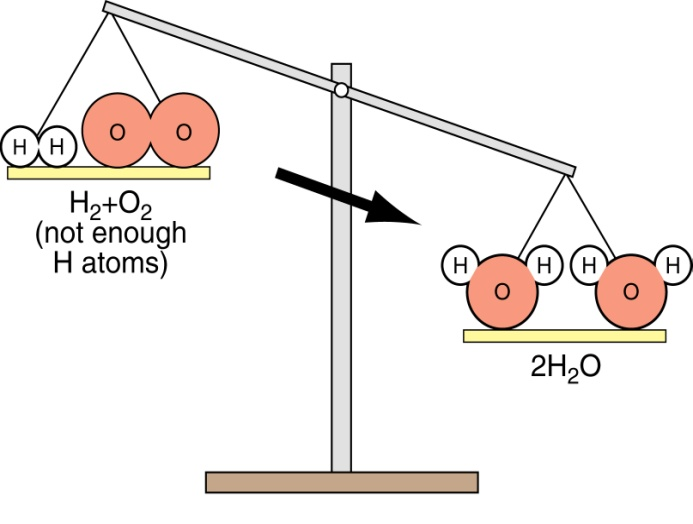 H H O O
H₂+O₂
(not enough
H atoms)
H H H H
O O
2H₂O